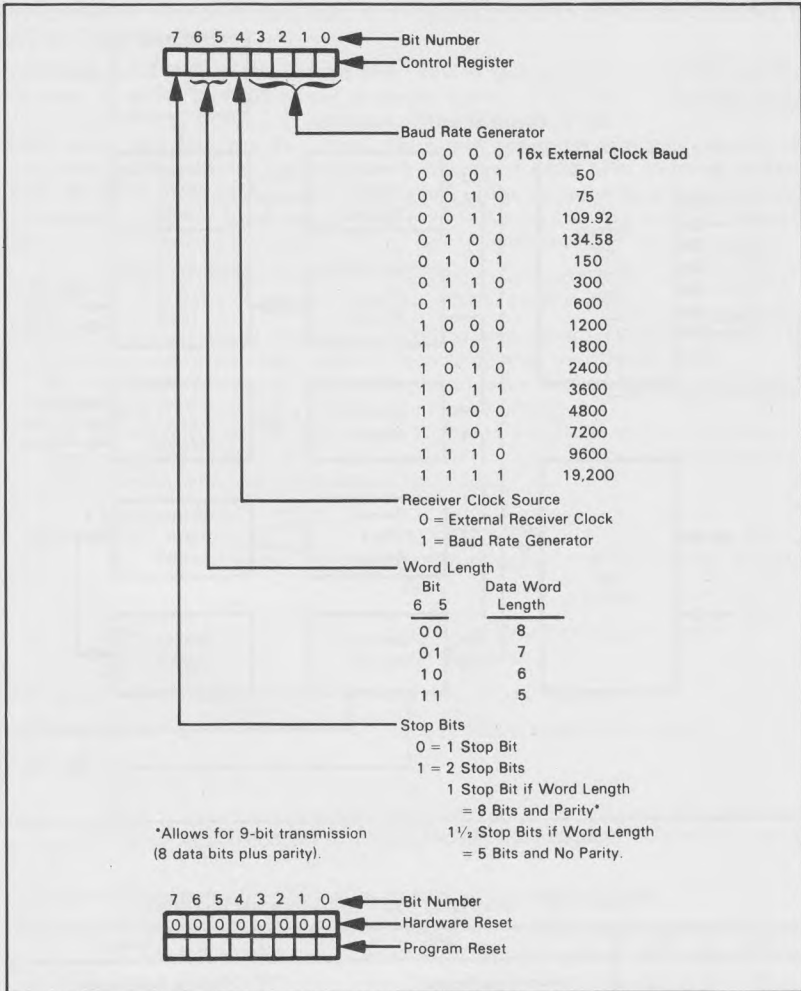 7 6 5 4 3 2 1 0 Bit Number
Control Register
Baud Rate Generator
0 0 0 0 16x External Clock Baud
0 0 0 1 50
0 0 1 0 75
0 0 1 1 109.92
0 1 0 0 134.58
0 1 0 1 150
0 1 1 0 300
0 1 1 1 600
1 0 0 0 1200
1 0 0 1 1800
1 0 1 0 2400
1 0 1 1 3600
1 1 0 0 4800
1 1 0 1 7200
1 1 1 0 9600
1 1 1 1 19,200
Receiver Clock Source
0 = External Receiver Clock
1 = Baud Rate Generator
Word Length
Bit Data Word
6 5 Length
0 0 8
0 1 7
1 0 6
1 1 5
Stop Bits
0 = 1 Stop Bit
1 = 2 Stop Bits
1 Stop Bit if Word Length
= 8 Bits and Parity*
1½ Stop Bits if Word Length
= 5 Bits and No Parity.
*Allows for 9-bit transmission
(8 data bits plus parity).
7 6 5 4 3 2 1 0 Bit Number
0 0 0 0 0 0 0 0 Hardware Reset
Program Reset